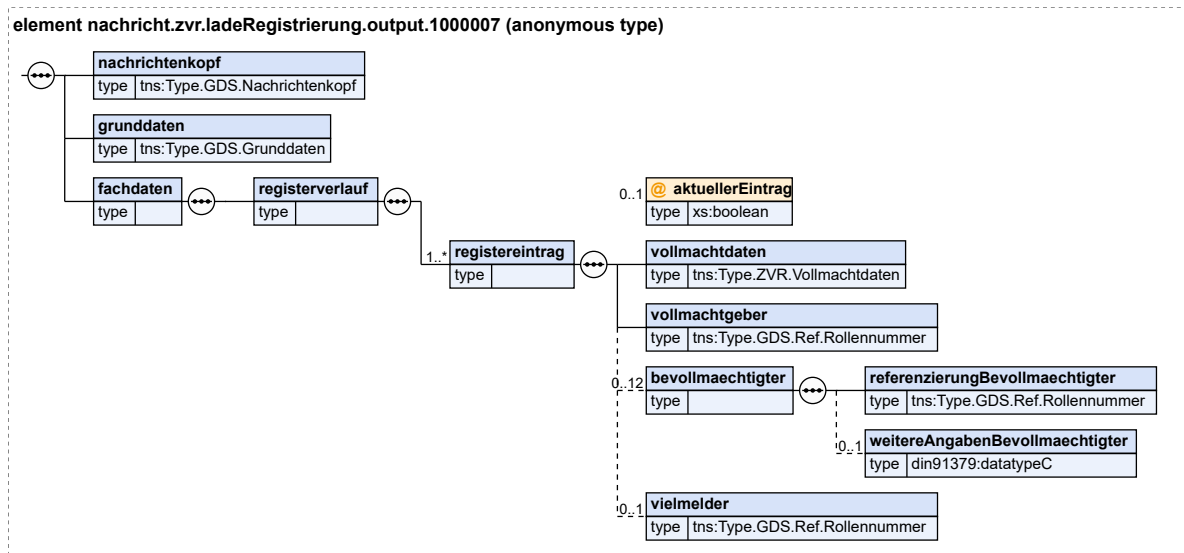 element nachricht.zvr.ladeRegistrierung.output.1000007 (anonymous type)
nachrichtenkopf
type tns:Type.GDS.Nachrichtenkopf
grunddaten
type tns:Type.GDS.Grunddaten
fachdaten
type
registerverlauf
type
1..*
registereintrag
type
0..1
@ aktuellerEintrag
type xs:boolean
vollmachtdaten
type tns:Type.ZVR.Vollmachtdaten
vollmachtgeber
type tns:Type.GDS.Ref.Rollennummer
0..12
bevollmaechtigter
type
referenzierungBevollmaechtigter
type tns:Type.GDS.Ref.Rollennummer
0..1
weitereAngabenBevollmaechtigter
type din91379:datatypeC
0..1
vielmelder
type tns:Type.GDS.Ref.Rollennummer